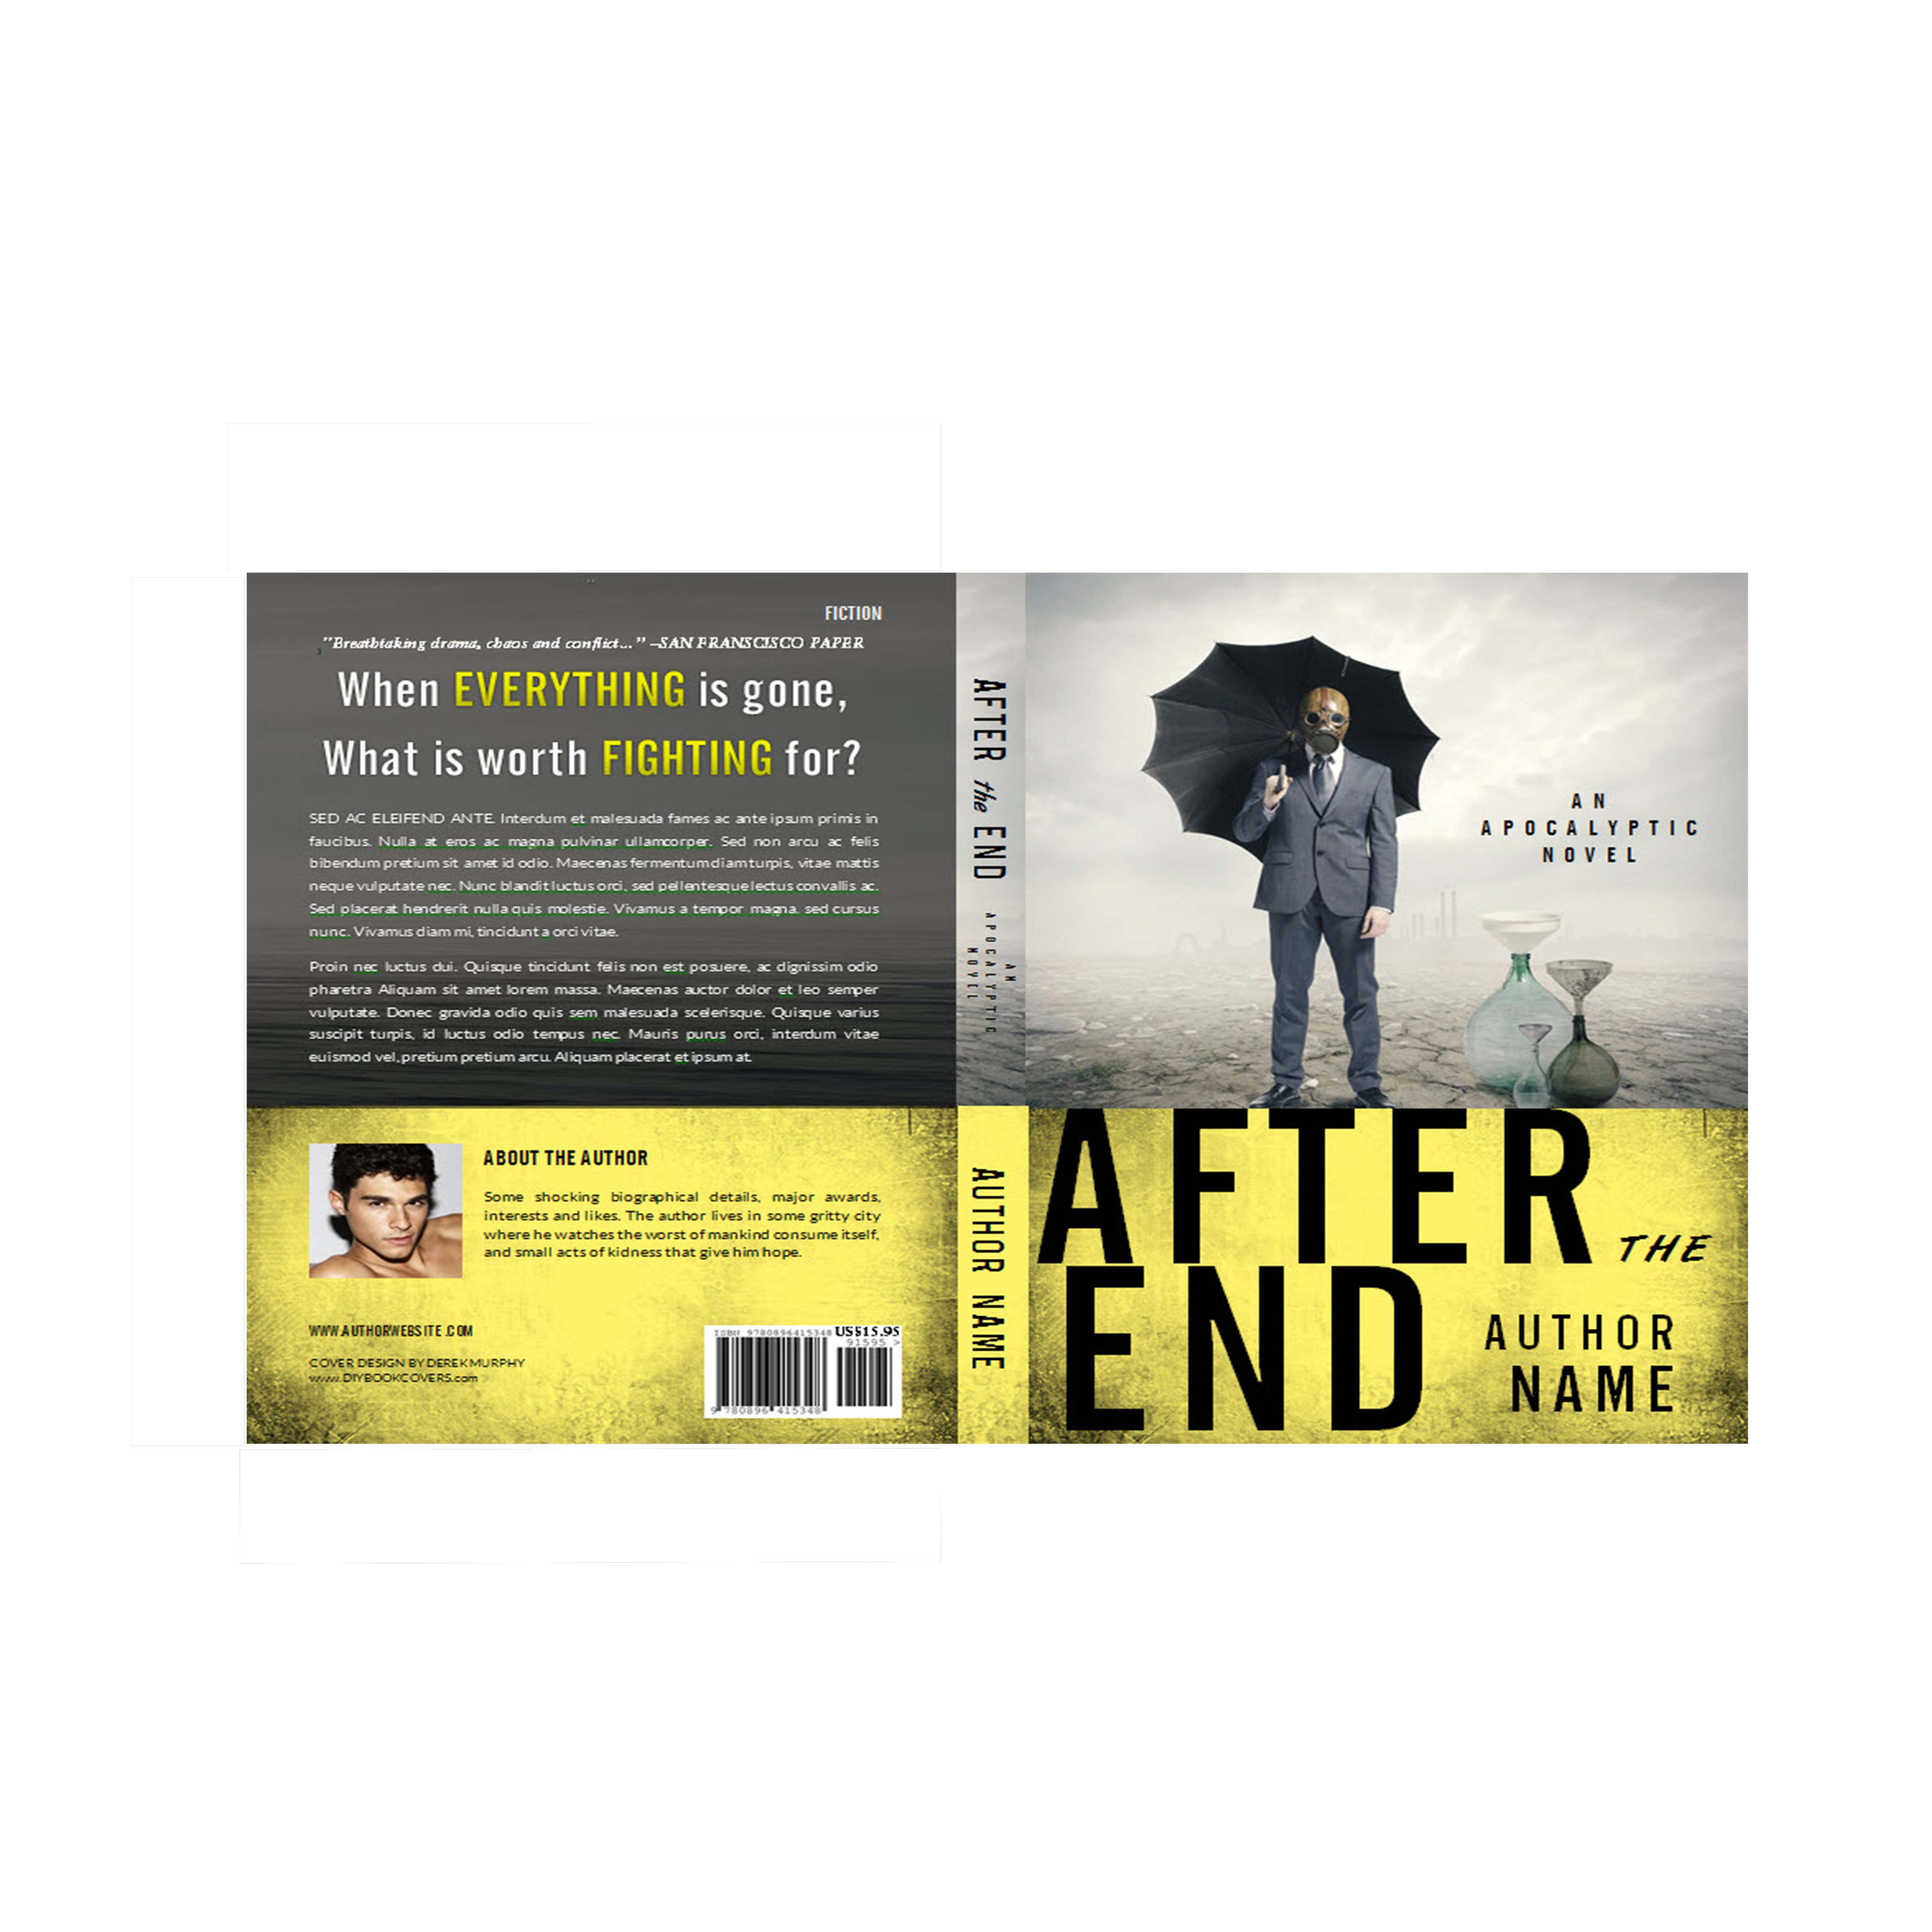 FICTION
"Breathtaking drama, chaos and conflict..." –SAN FRANSCISCO PAPER
When EVERYTHING is gone,
What is worth FIGHTING for?
SED AC ELEIFEND ANTE. Interdum et malesuada fames ac ante ipsum primis in
faucibus. Nulla at eros ac magna pulvinar ullamcorper. Sed non arcu ac felis
bibendum pretium sit amet id odio. Maecenas fermentum diam turpis, vitae mattis
neque vulputate nec. Nunc blandit luctus orci, sed pellentesque lectus convallis ac.
Sed placerat hendrerit nulla quis molestie. Vivamus a tempor magna. sed cursus
nunc. Vivamus diam mi, tincidunt a orci vitae.
Proin nec luctus dui. Quisque tincidunt felis non est posuere, ac dignissim odio
pharetra Aliquam sit amet lorem massa. Maecenas auctor dolor et leo semper
vulputate. Donec gravida odio quis sem malesuada scelerisque. Quisque varius
suscipit turpis, id luctus odio tempus nec. Mauris purus orci, interdum vitae
euismod vel, pretium pretium arcu. Aliquam placerat et ipsum at.
ABOUT THE AUTHOR
Some shocking biographical details, major awards,
interests and likes. The author lives in some gritty city
where he watches the worst of mankind consume itself,
and small acts of kidness that give him hope.
WWW.AUTHORWEBSITE.COM
COVER DESIGN BY DEREK MURPHY
www.DIYBOOKCOVERS.com
ISBN 9780896415348 US$15.95
91595 >
9 780896 415348
AFTER the END
AN
APOCALYPTIC
NOVEL
AUTHOR NAME
AN
APOCALYPTIC
NOVEL
AFTER THE
END
AUTHOR
NAME